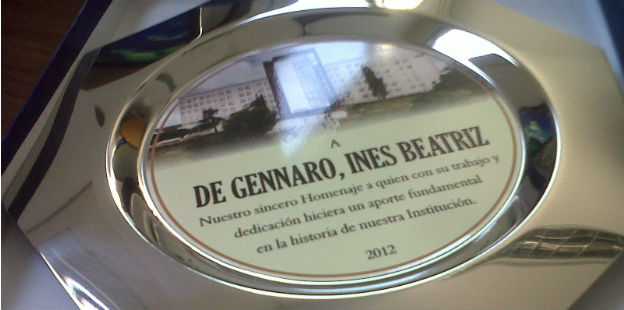 A
DE GENNARO, INES BEATRIZ
Nuestro sincero Homenaje a quien con su trabajo y
dedicación hiciera un aporte fundamental
en la historia de nuestra Institución.
2012